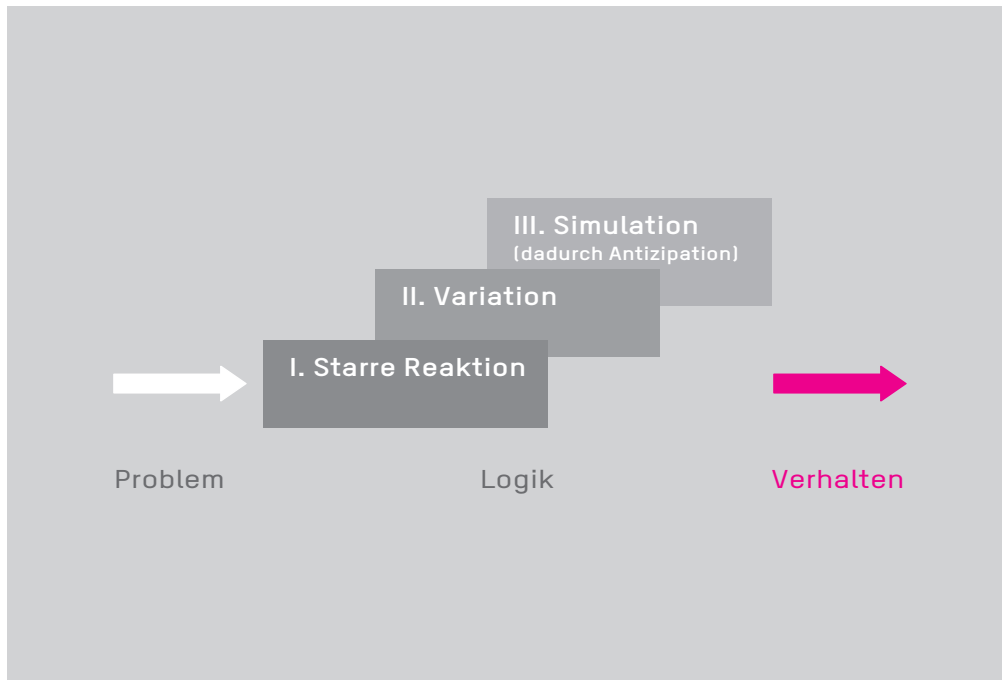 III. Simulation
(dadurch Antizipation)
II. Variation
I. Starre Reaktion
Problem
Logik
Verhalten